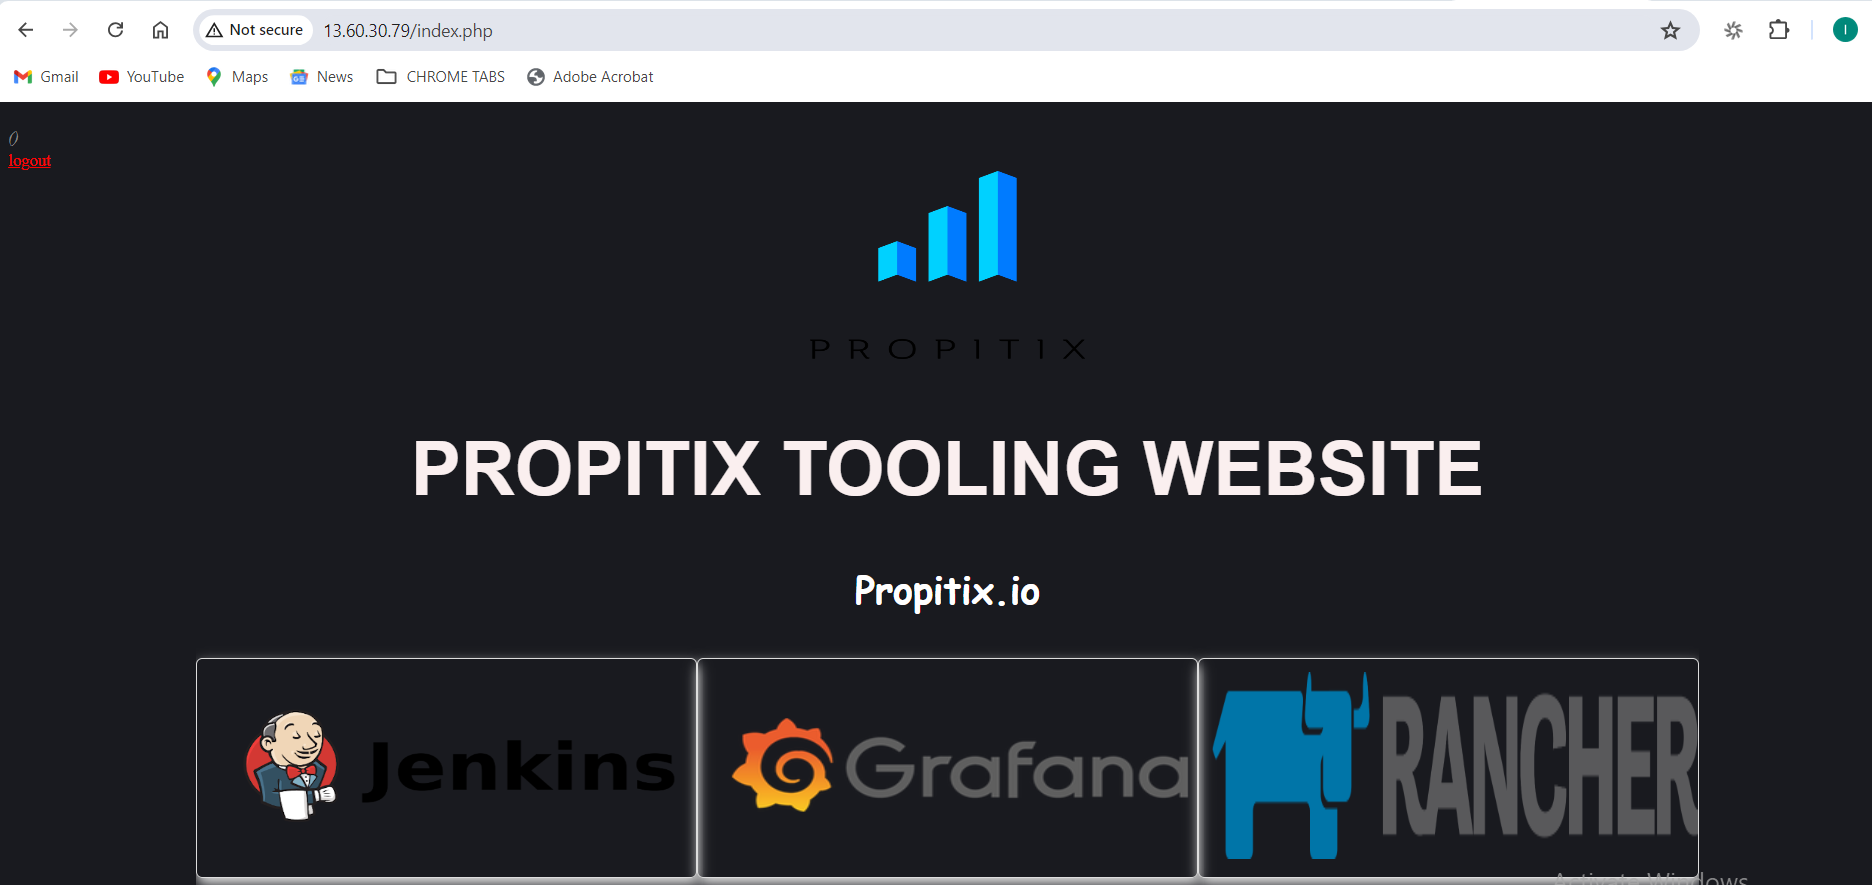 Not secure 13.60.30.79/index.php
I
Gmail YouTube Maps News CHROME TABS Adobe Acrobat
()
logout
PROPITIX
PROPITIX TOOLING WEBSITE
Propitix.io
Jenkins Grafana RANCHER
Activate Windows